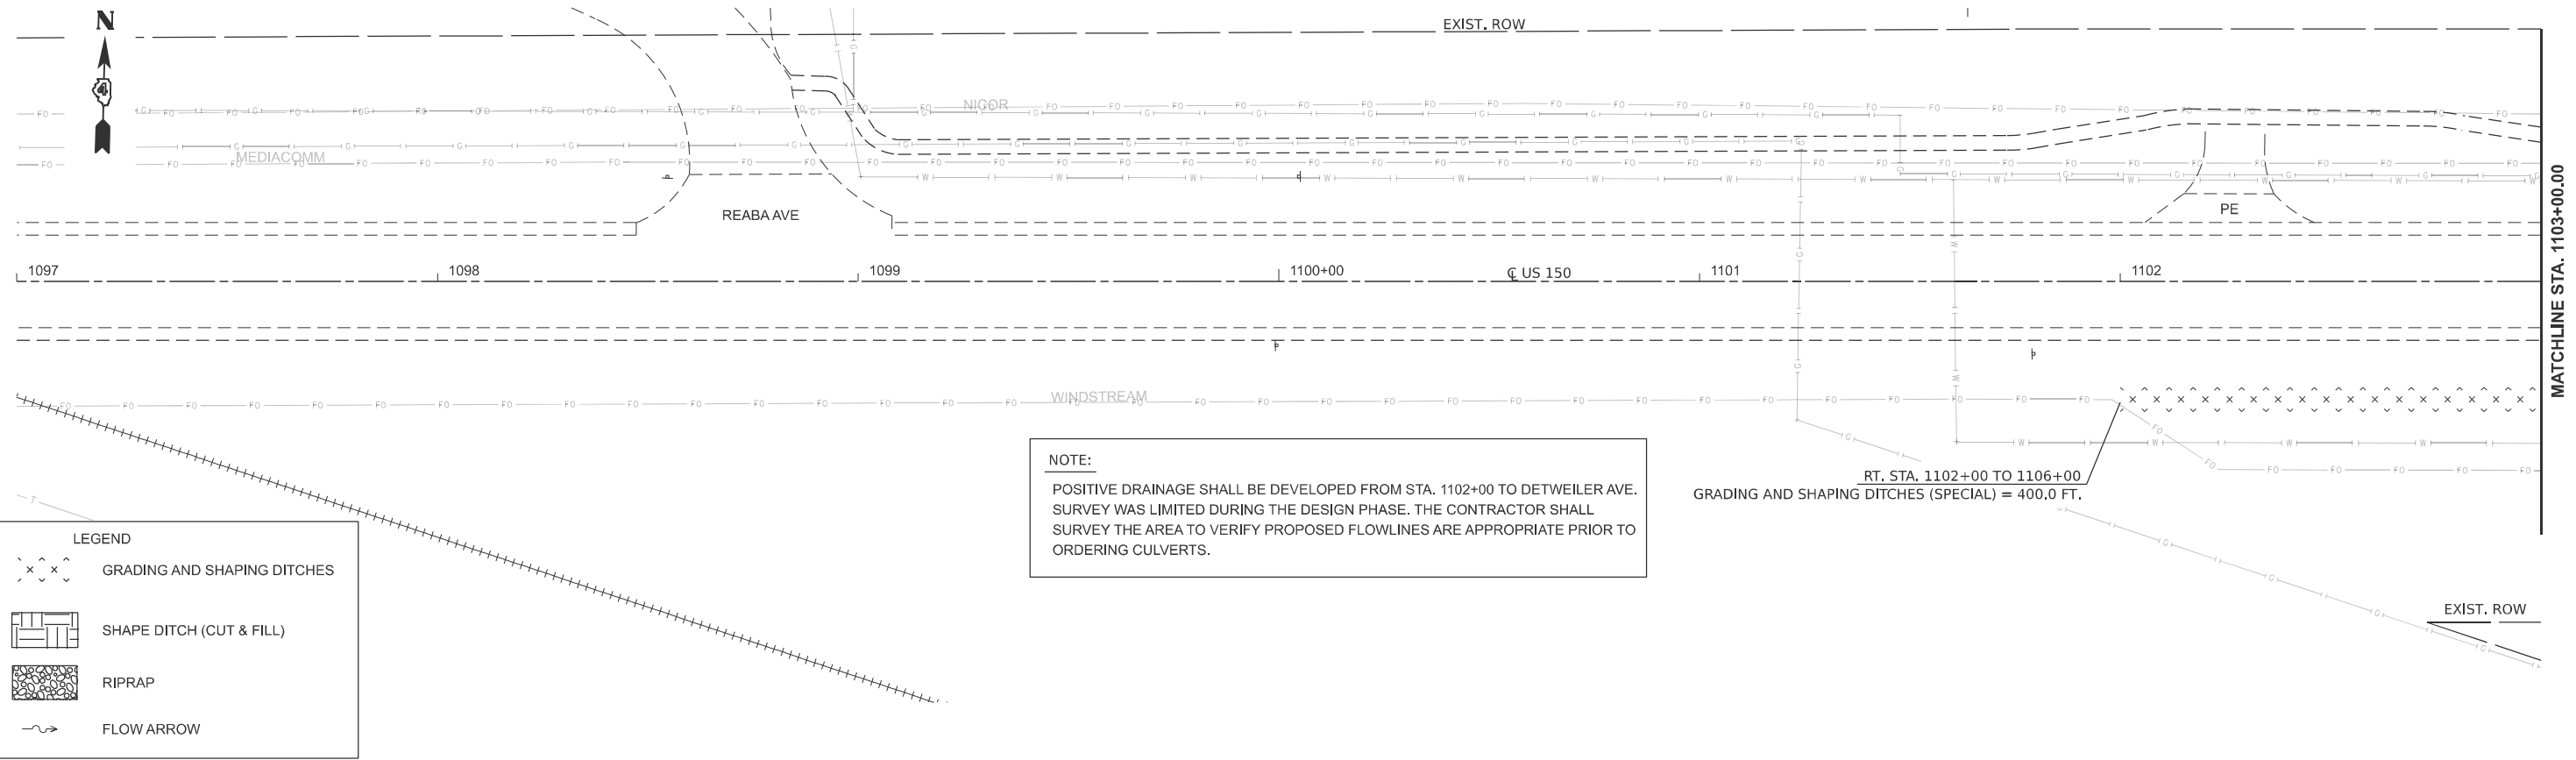 N
EXIST. ROW
4
NICOR
MEDIACOMM
REABA AVE
PE
1097
1098
1099
1100+00
℄ US 150
1101
1102
MATCHLINE STA. 1103+00.00
WINDSTREAM
NOTE:
POSITIVE DRAINAGE SHALL BE DEVELOPED FROM STA. 1102+00 TO DETWEILER AVE.
SURVEY WAS LIMITED DURING THE DESIGN PHASE. THE CONTRACTOR SHALL
SURVEY THE AREA TO VERIFY PROPOSED FLOWLINES ARE APPROPRIATE PRIOR TO
ORDERING CULVERTS.
RT. STA. 1102+00 TO 1106+00
GRADING AND SHAPING DITCHES (SPECIAL) = 400.0 FT.
EXIST. ROW
LEGEND
GRADING AND SHAPING DITCHES
SHAPE DITCH (CUT & FILL)
RIPRAP
FLOW ARROW